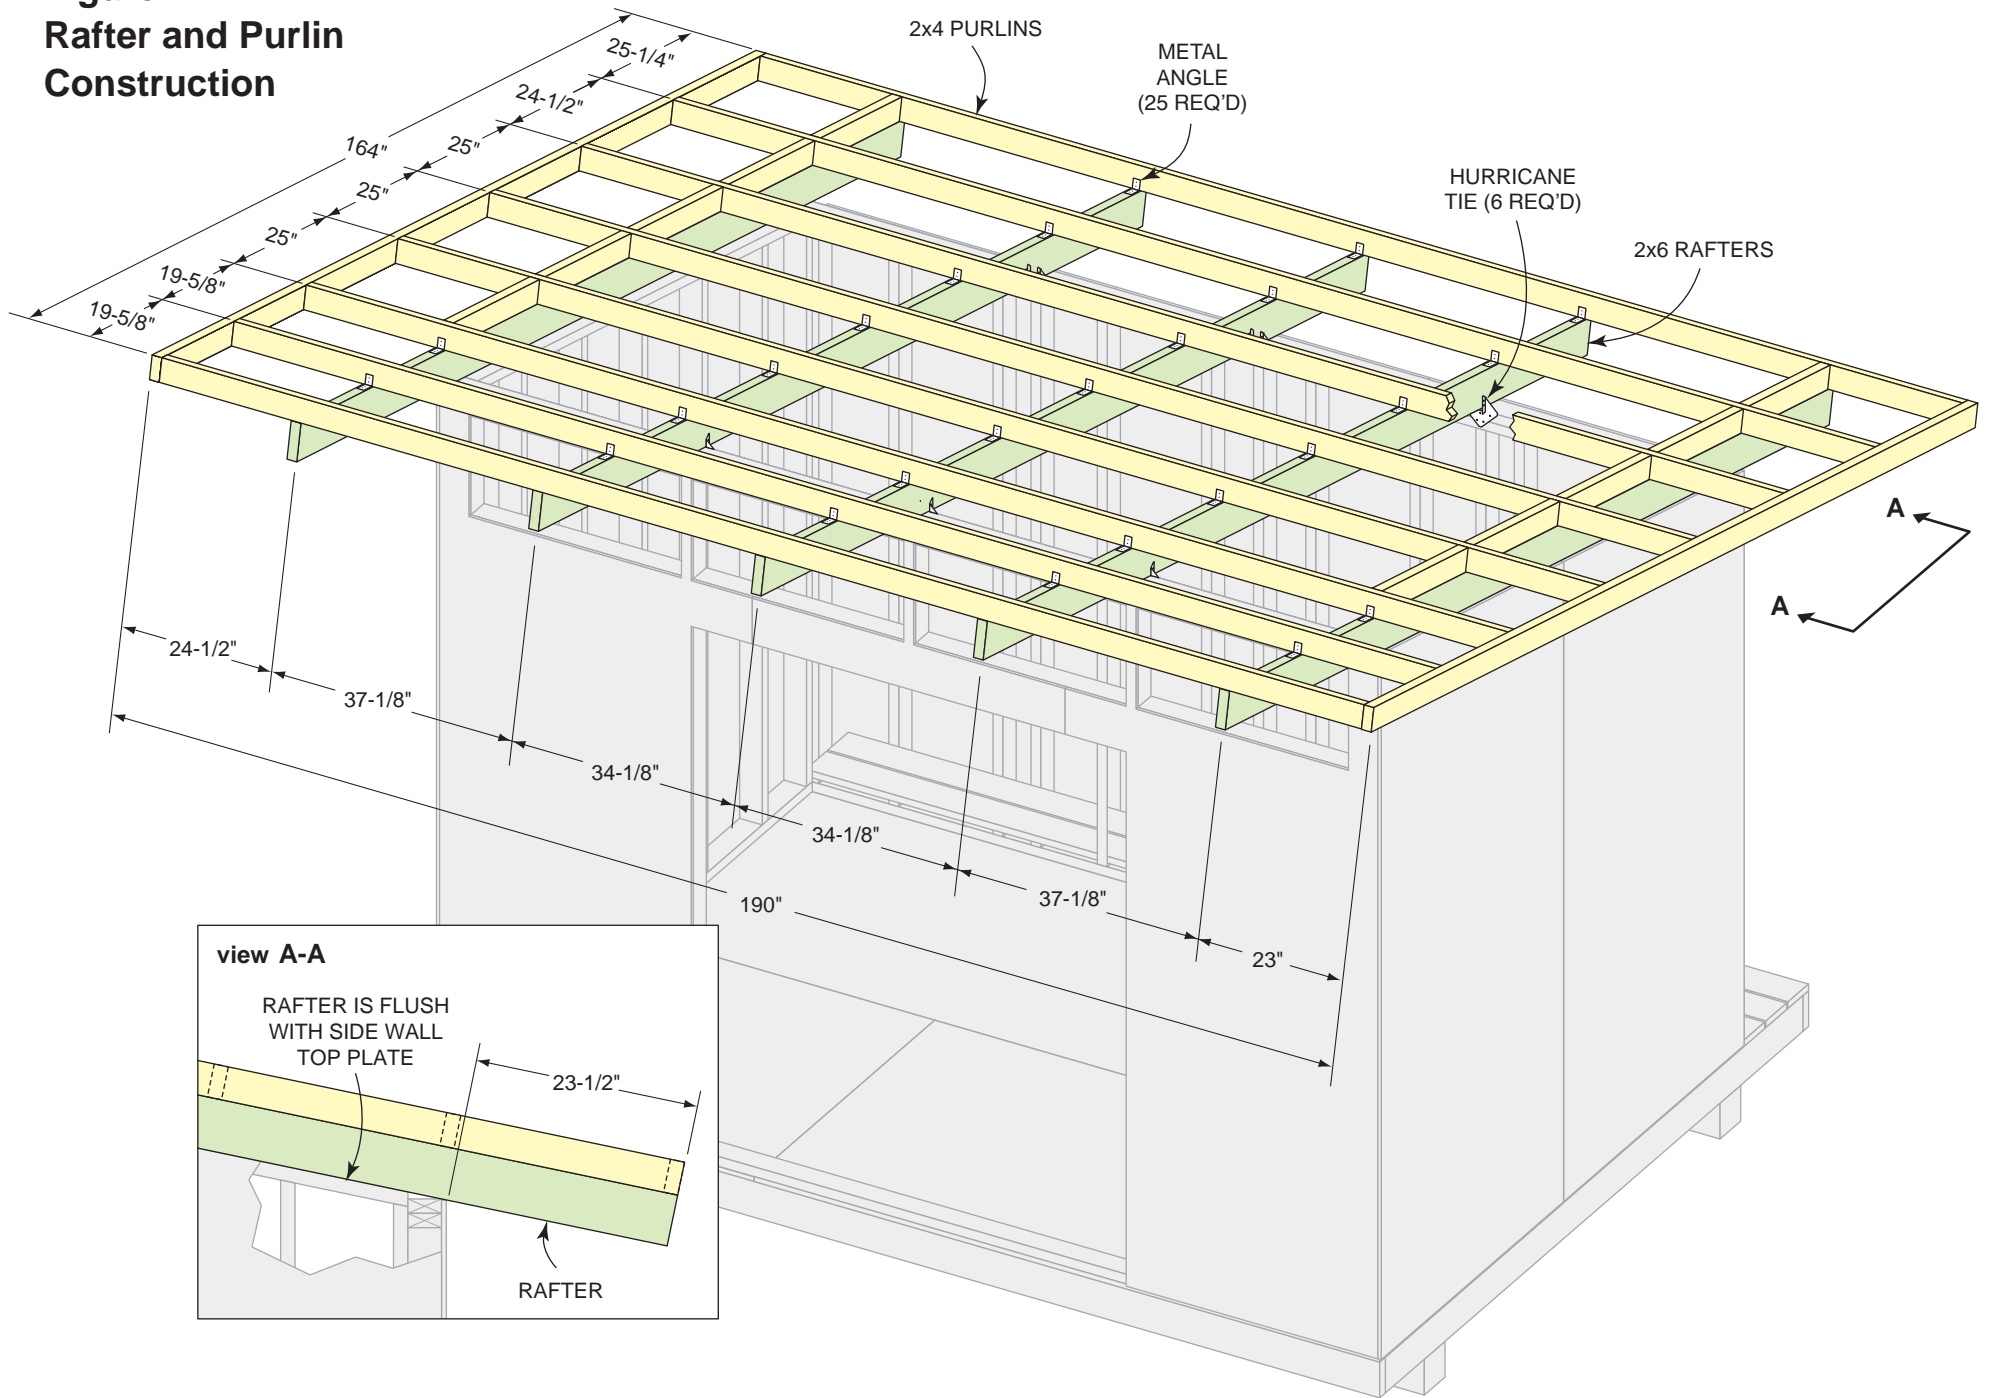 Rafter and Purlin
Construction
2x4 PURLINS
METAL
ANGLE
(25 REQ’D)
HURRICANE
TIE (6 REQ’D)
2x6 RAFTERS
25-1/4"
24-1/2"
25"
164"
25"
25"
19-5/8"
19-5/8"
A
A
24-1/2"
37-1/8"
34-1/8"
34-1/8"
37-1/8"
190"
23"
view A-A
RAFTER IS FLUSH
WITH SIDE WALL
TOP PLATE
23-1/2"
RAFTER